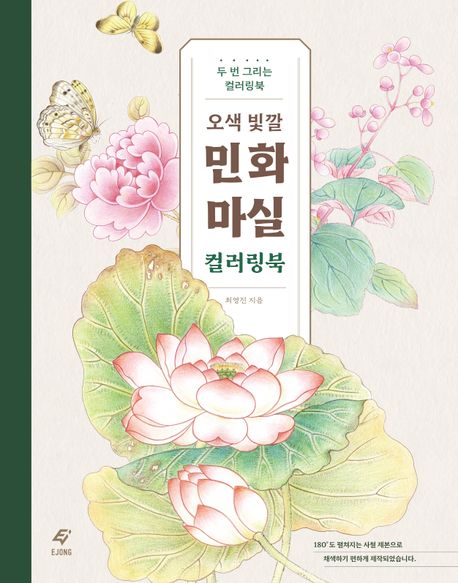 두 번 그리는
컬러링북
오색 빛깔
민화
마실
컬러링북
최영진 지음
180°도 펼쳐지는 사철 제본으로
채색하기 편하게 제작되었습니다.
EJONG